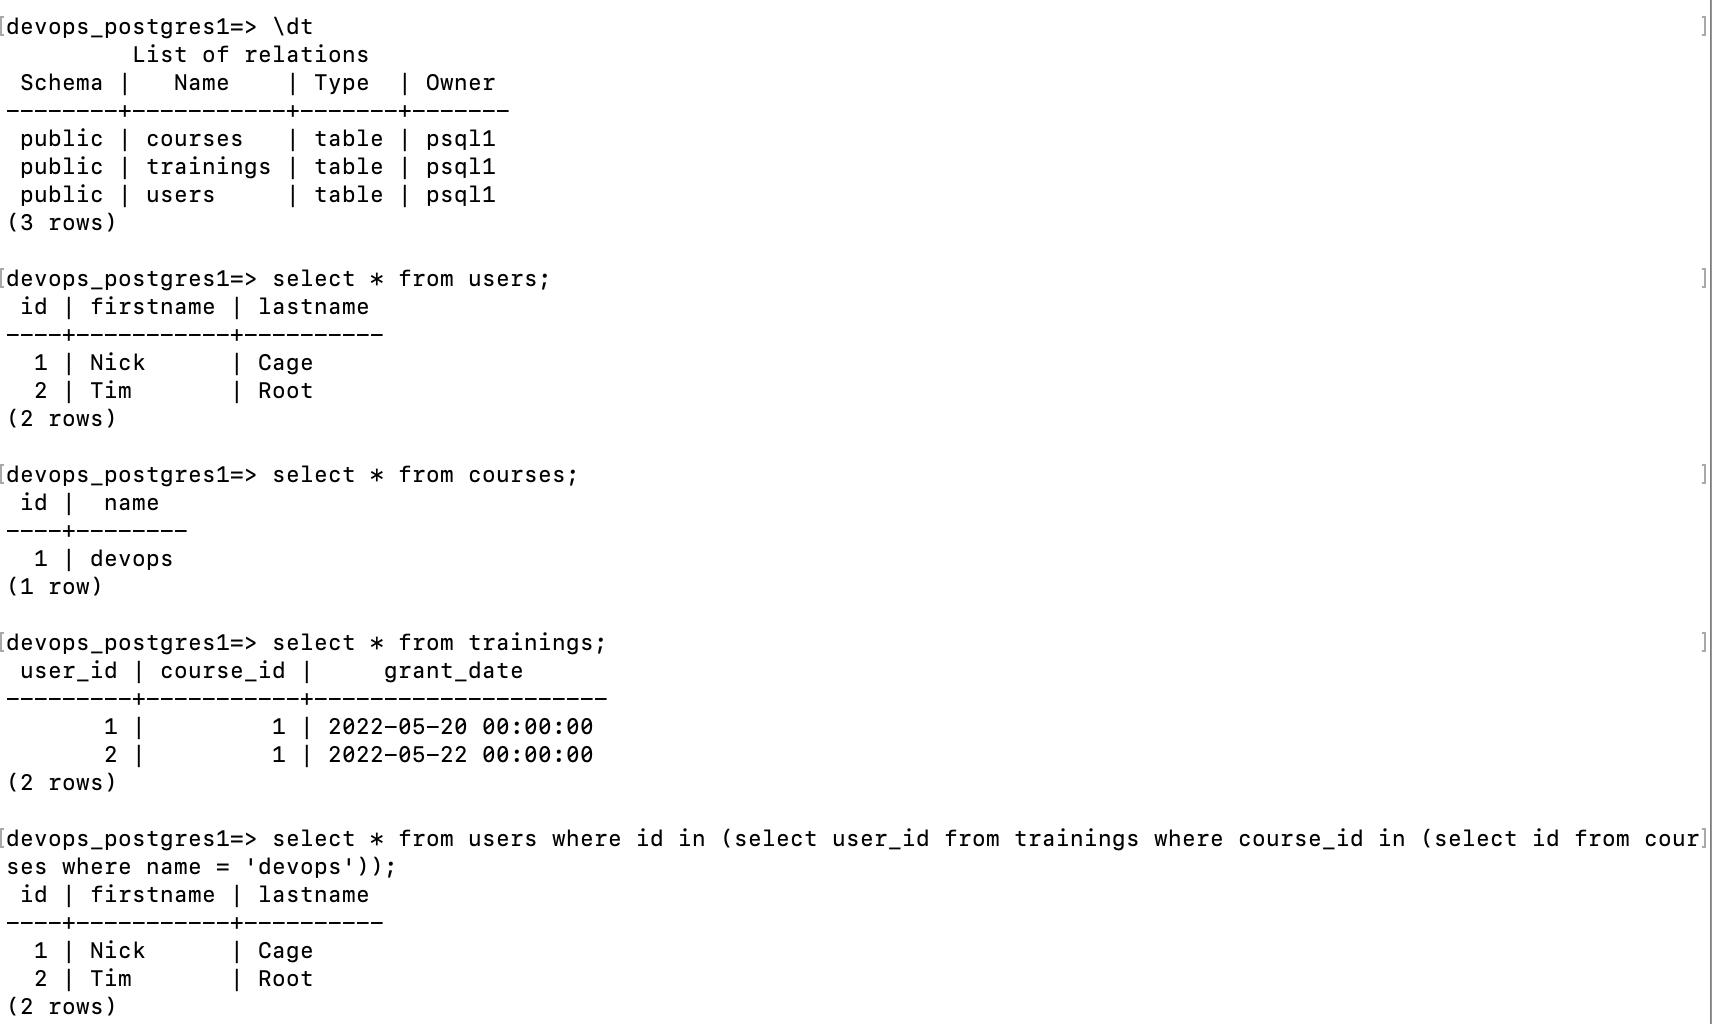 [devops_postgres1=> \dt ]
         List of relations
 Schema |   Name    | Type  | Owner
--------+-----------+-------+-------
 public | courses   | table | psql1
 public | trainings | table | psql1
 public | users     | table | psql1
(3 rows)
[devops_postgres1=> select * from users; ]
 id | firstname | lastname
----+-----------+----------
  1 | Nick      | Cage
  2 | Tim       | Root
(2 rows)
[devops_postgres1=> select * from courses; ]
 id |  name
----+--------
  1 | devops
(1 row)
[devops_postgres1=> select * from trainings; ]
 user_id | course_id |     grant_date
---------+-----------+---------------------
       1 |         1 | 2022-05-20 00:00:00
       2 |         1 | 2022-05-22 00:00:00
(2 rows)
[devops_postgres1=> select * from users where id in (select user_id from trainings where course_id in (select id from cour]
ses where name = 'devops'));
 id | firstname | lastname
----+-----------+----------
  1 | Nick      | Cage
  2 | Tim       | Root
(2 rows)